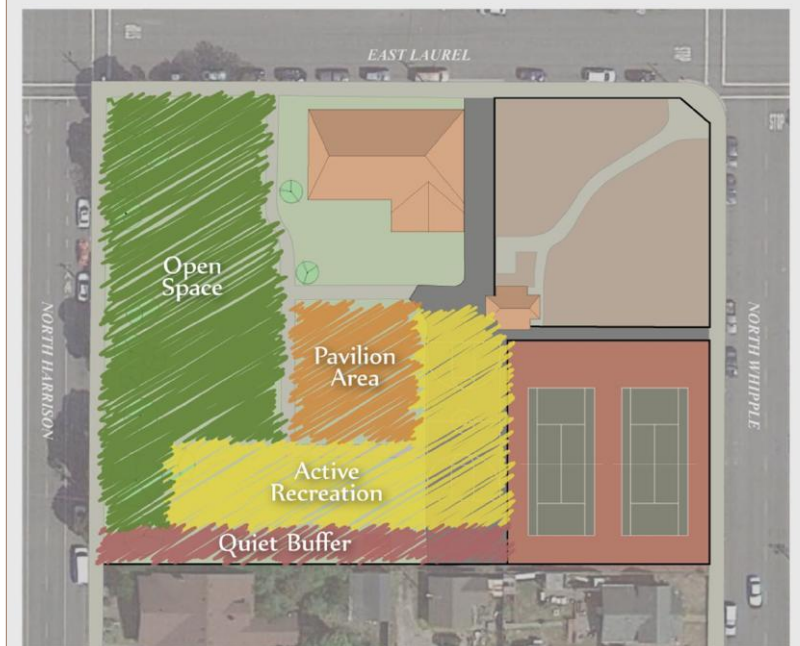 EAST LAUREL
STOP
Open
Space
NORTH HARRISON
NORTH WHIPPLE
Pavilion
Area
Active
Recreation
Quiet Buffer